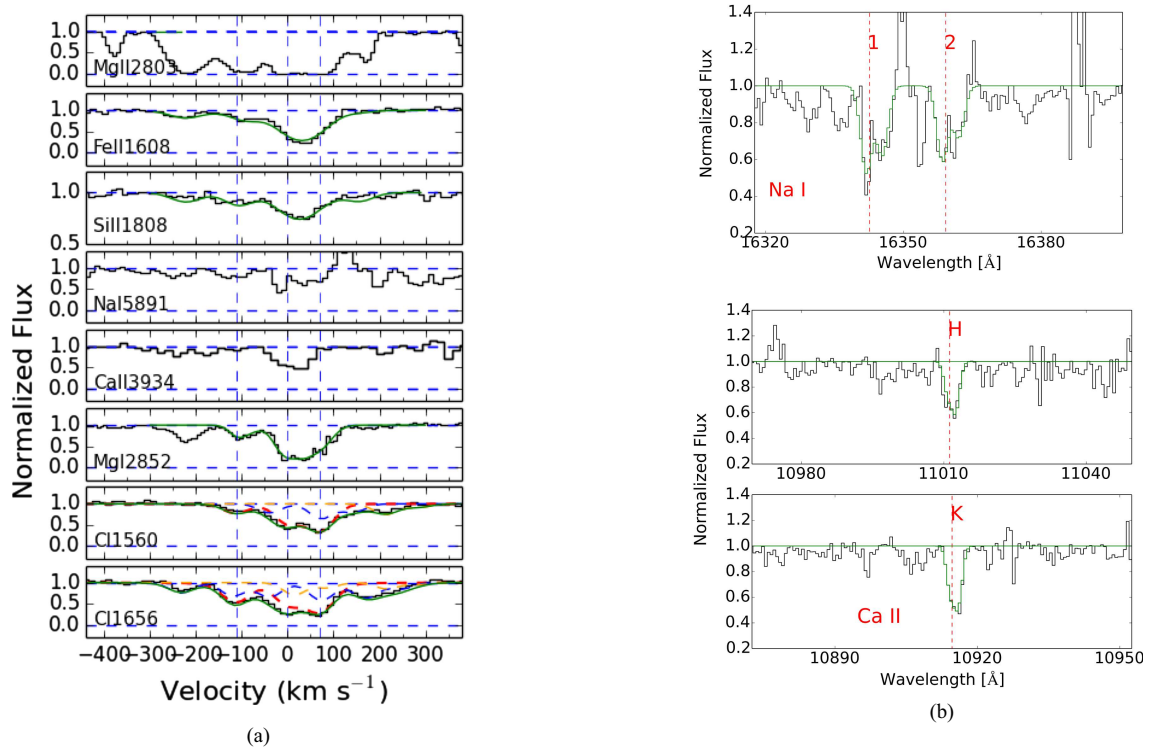 Normalized Flux
1.0
0.5
0.0
MgII2803
1.0
0.5
0.0
FeII1608
1.0
0.5
SiII1808
1.0
0.5
0.0
NaI5891
1.0
0.5
0.0
CaII3934
1.0
0.5
0.0
MgI2852
1.0
0.5
0.0
CI1560
1.0
0.5
0.0
CI1656
−400 −300 −200 −100 0 100 200 300
Velocity (km s⁻¹)
(a)
Normalized Flux
1.4
1.2
1.0
0.8
0.6
0.4
0.2
1 2
Na I
16320 16350 16380
Wavelength [Å]
Normalized Flux
1.4
1.2
1.0
0.8
0.6
0.4
0.2
H
10980 11010 11040
1.4
1.2
1.0
0.8
0.6
0.4
0.2
K
Ca II
10890 10920 10950
Wavelength [Å]
(b)